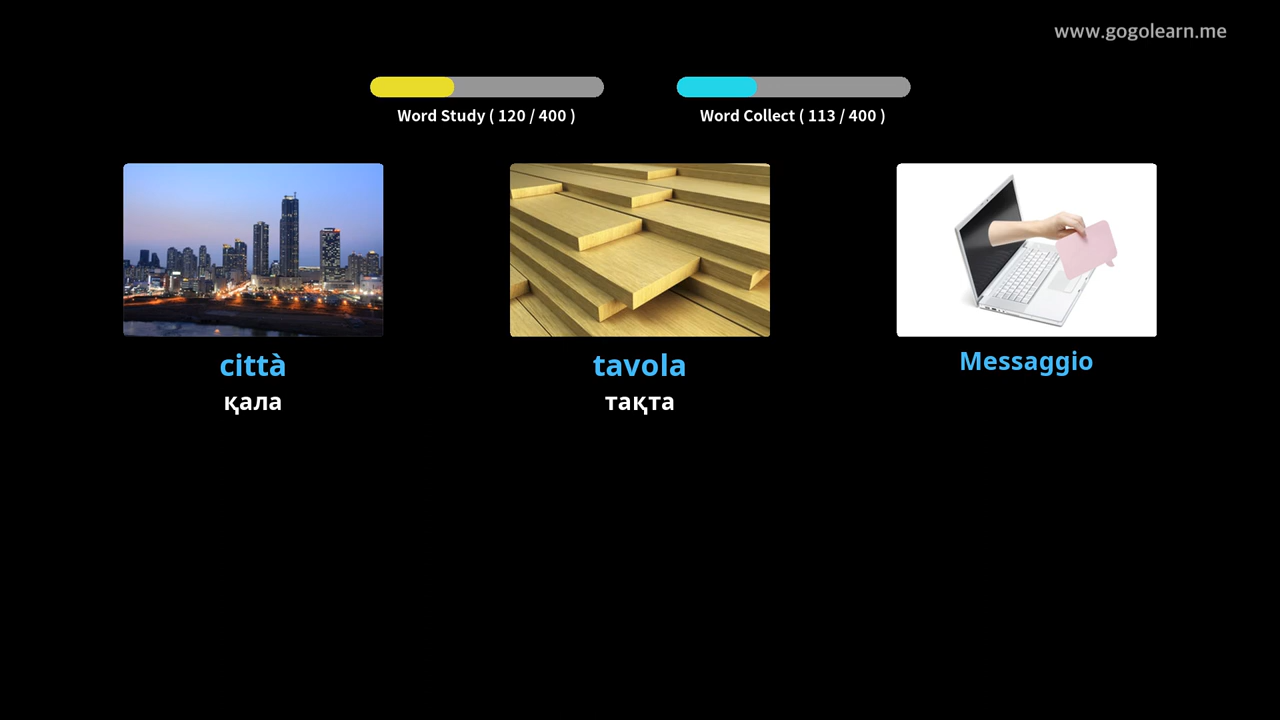 www.gogolearn.me
Word Study ( 120 / 400 )
Word Collect ( 113 / 400 )
città
tavola
Messaggio
қала
тақта